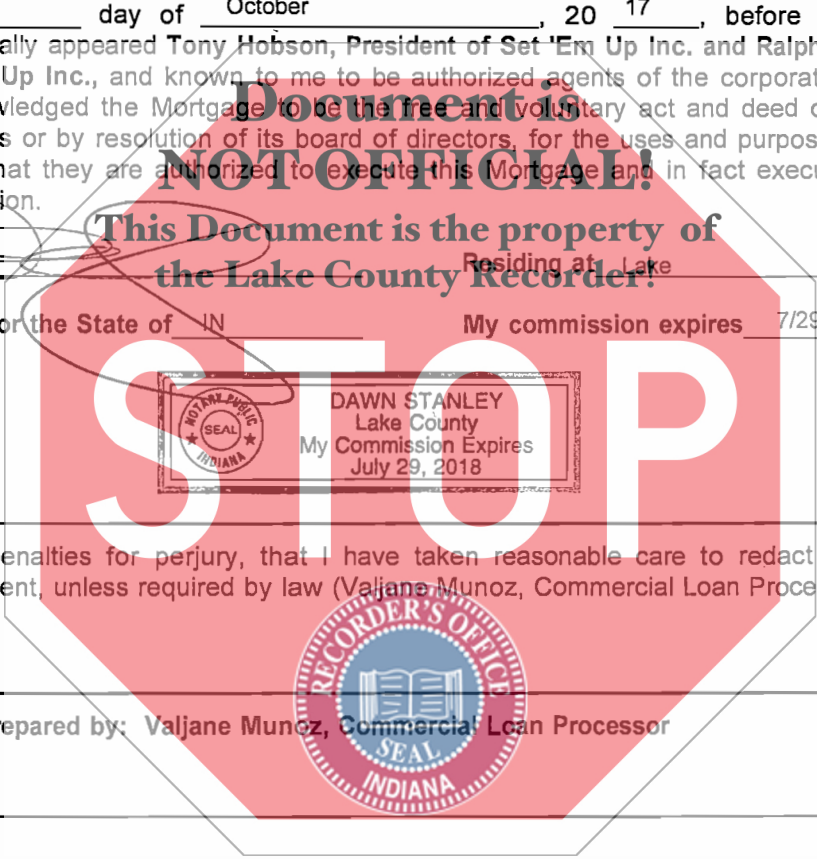 day of October, 20 17, before
ally appeared Tony Hobson, President of Set 'Em Up Inc. and Ralph
Up Inc., and known to me to be authorized agents of the corporat
vledged the Mortgage to be the free and voluntary act and deed o
s or by resolution of its board of directors, for the uses and purpos
nat they are authorized to execute this Mortgage and in fact execu
ion.
Document is
NOT OFFICIAL!
This Document is the property of
the Lake County Recorder!
Residing at Lake
or the State of IN My commission expires 7/29
STOP
NOTARY PUBLIC
SEAL
INDIANA
DAWN STANLEY
Lake County
My Commission Expires
July 29, 2018
enalties for perjury, that I have taken reasonable care to redact
ent, unless required by law (Valjane Munoz, Commercial Loan Proce
RECORDER'S OFFICE
SEAL
INDIANA
epared by: Valjane Munoz, Commercial Loan Processor